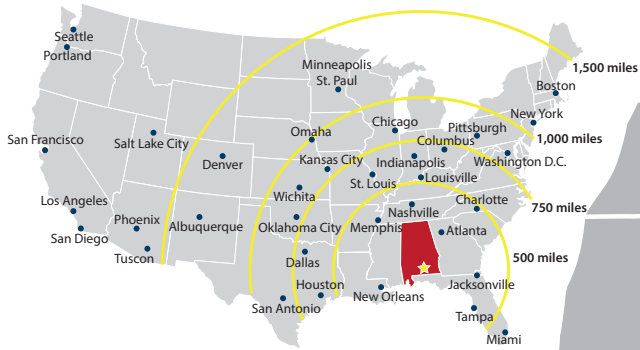 Seattle
Portland
Minneapolis
St. Paul
1,500 miles
Boston
New York
Chicago
Pittsburgh
Omaha
1,000 miles
Columbus
San Francisco
Salt Lake City
Denver
Kansas City
Indianapolis
Washington D.C.
St. Louis
Louisville
Wichita
Los Angeles
Charlotte
750 miles
Phoenix
Albuquerque
Oklahoma City
Memphis
Nashville
San Diego
Atlanta
Tuscon
Dallas
500 miles
Houston
Jacksonville
New Orleans
San Antonio
Tampa
Miami